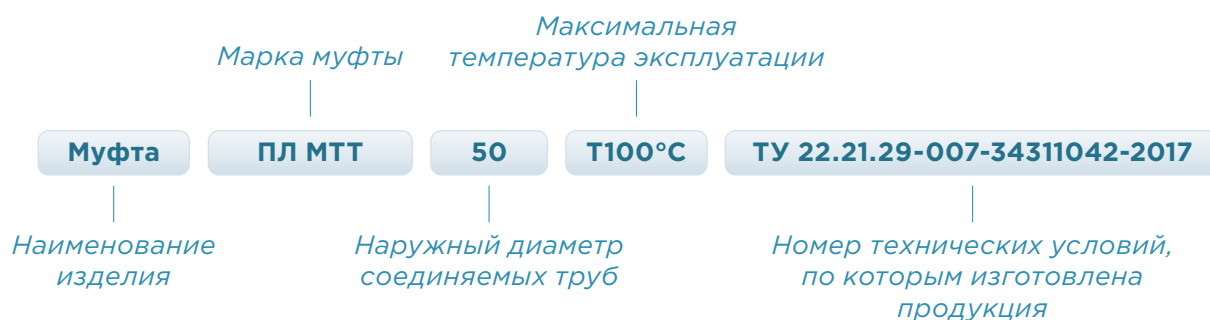 Максимальная
Марка муфты температура эксплуатации
Муфта ПЛ МТТ 50 Т100°С ТУ 22.21.29-007-34311042-2017
Наименование Наружный диаметр Номер технических условий,
изделия соединяемых труб по которым изготовлена
продукция